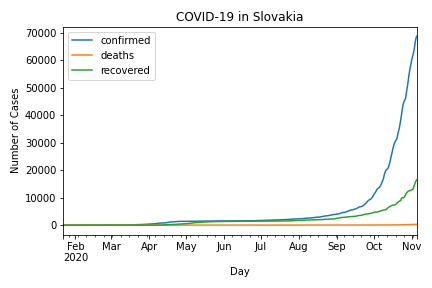 COVID-19 in Slovakia
confirmed
deaths
recovered
70000
60000
50000
40000
30000
20000
10000
0
Number of Cases
Feb Mar Apr May Jun Jul Aug Sep Oct Nov
2020
Day